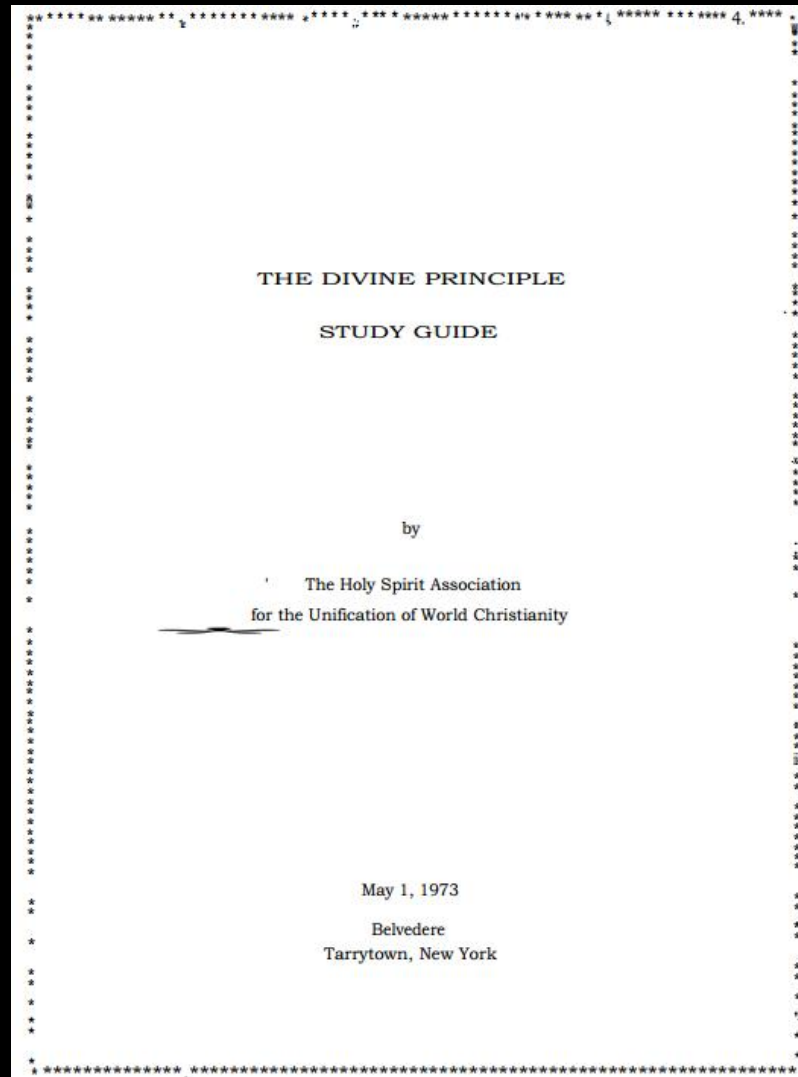 THE DIVINE PRINCIPLE
STUDY GUIDE
by
The Holy Spirit Association
for the Unification of World Christianity
May 1, 1973
Belvedere
Tarrytown, New York